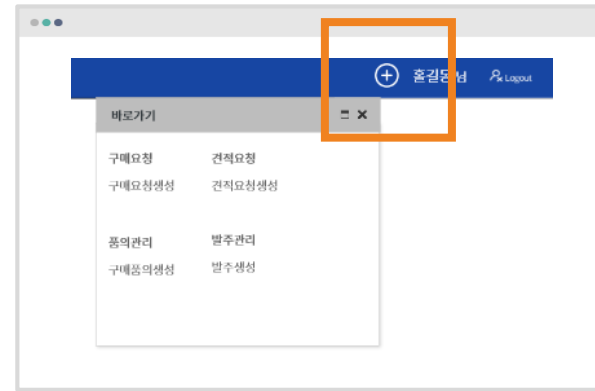 홀길동님 Logout
바로가기
구매요청 견적요청
구매요청생성 견적요청생성
품의관리 발주관리
구매품의생성 발주생성